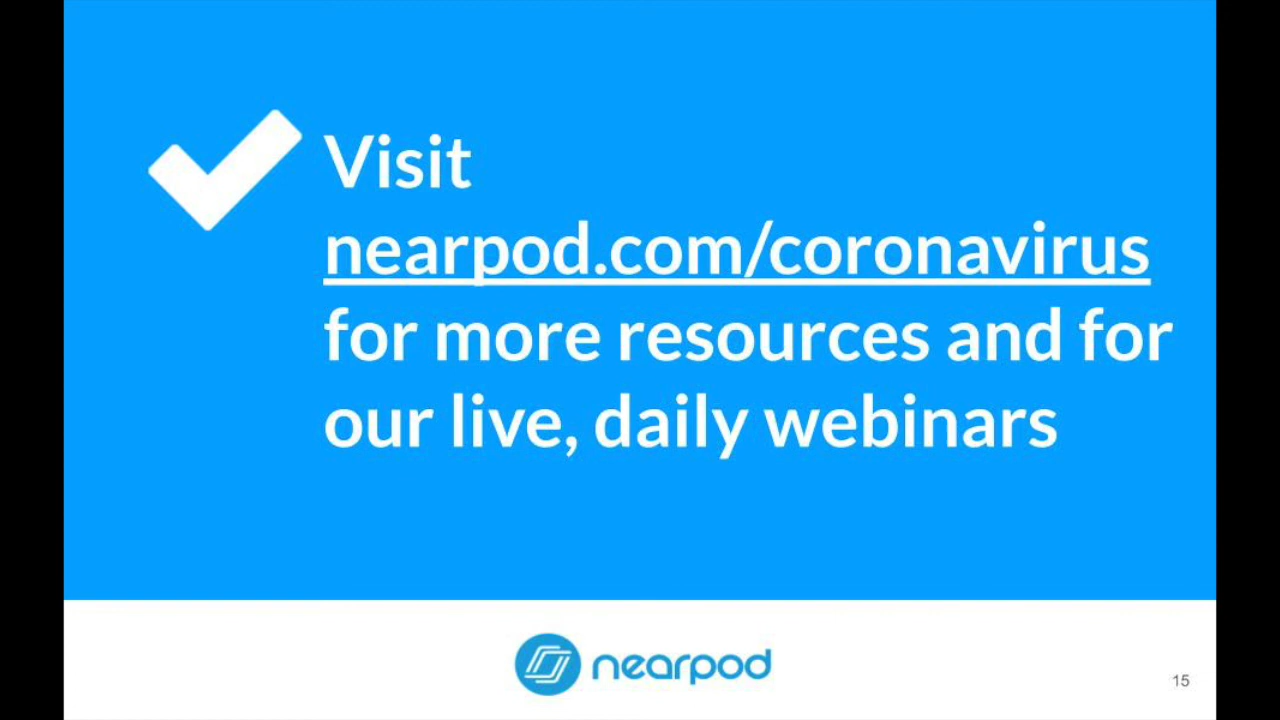 Visit
nearpod.com/coronavirus
for more resources and for
our live, daily webinars
nearpod
15